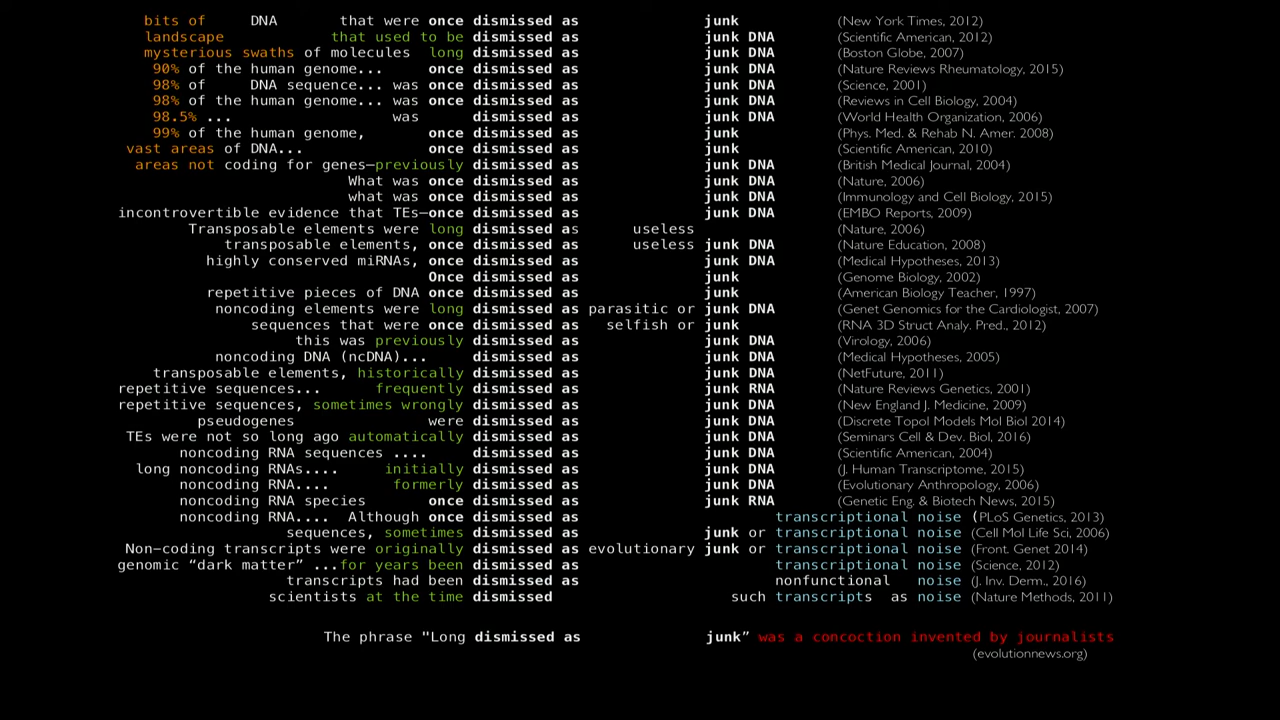 bits of DNA that were once dismissed as junk (New York Times, 2012)
landscape that used to be dismissed as junk DNA (Scientific American, 2012)
mysterious swaths of molecules long dismissed as junk DNA (Boston Globe, 2007)
90% of the human genome... once dismissed as junk DNA (Nature Reviews Rheumatology, 2015)
98% of DNA sequence... was once dismissed as junk DNA (Science, 2001)
98% of the human genome... was once dismissed as junk DNA (Reviews in Cell Biology, 2004)
98.5% ... was dismissed as junk DNA (World Health Organization, 2006)
99% of the human genome, once dismissed as junk (Phys. Med. & Rehab N. Amer. 2008)
vast areas of DNA... once dismissed as junk (Scientific American, 2010)
areas not coding for genes—previously dismissed as junk DNA (British Medical Journal, 2004)
What was once dismissed as junk DNA (Nature, 2006)
what was once dismissed as junk DNA (Immunology and Cell Biology, 2015)
incontrovertible evidence that TEs—once dismissed as junk DNA (EMBO Reports, 2009)
Transposable elements were long dismissed as useless (Nature, 2006)
transposable elements, once dismissed as useless junk DNA (Nature Education, 2008)
highly conserved miRNAs, once dismissed as junk DNA (Medical Hypotheses, 2013)
Once dismissed as junk (Genome Biology, 2002)
repetitive pieces of DNA once dismissed as junk (American Biology Teacher, 1997)
noncoding elements were long dismissed as parasitic or junk DNA (Genet Genomics for the Cardiologist, 2007)
sequences that were once dismissed as selfish or junk (RNA 3D Struct Analy. Pred., 2012)
this was previously dismissed as junk DNA (Virology, 2006)
noncoding DNA (ncDNA)... dismissed as junk DNA (Medical Hypotheses, 2005)
transposable elements, historically dismissed as junk DNA (NetFuture, 2011)
repetitive sequences... frequently dismissed as junk RNA (Nature Reviews Genetics, 2001)
repetitive sequences, sometimes wrongly dismissed as junk DNA (New England J. Medicine, 2009)
pseudogenes were dismissed as junk DNA (Discrete Topol Models Mol Biol 2014)
TEs were not so long ago automatically dismissed as junk DNA (Seminars Cell & Dev. Biol, 2016)
noncoding RNA sequences .... dismissed as junk DNA (Scientific American, 2004)
long noncoding RNAs.... initially dismissed as junk DNA (J. Human Transcriptome, 2015)
noncoding RNA.... formerly dismissed as junk DNA (Evolutionary Anthropology, 2006)
noncoding RNA species once dismissed as junk RNA (Genetic Eng. & Biotech News, 2015)
noncoding RNA.... Although once dismissed as transcriptional noise (PLoS Genetics, 2013)
sequences, sometimes dismissed as junk or transcriptional noise (Cell Mol Life Sci, 2006)
Non-coding transcripts were originally dismissed as evolutionary junk or transcriptional noise (Front. Genet 2014)
genomic “dark matter” ...for years been dismissed as transcriptional noise (Science, 2012)
transcripts had been dismissed as nonfunctional noise (J. Inv. Derm., 2016)
scientists at the time dismissed such transcripts as noise (Nature Methods, 2011)
The phrase "Long dismissed as junk” was a concoction invented by journalists
(evolutionnews.org)